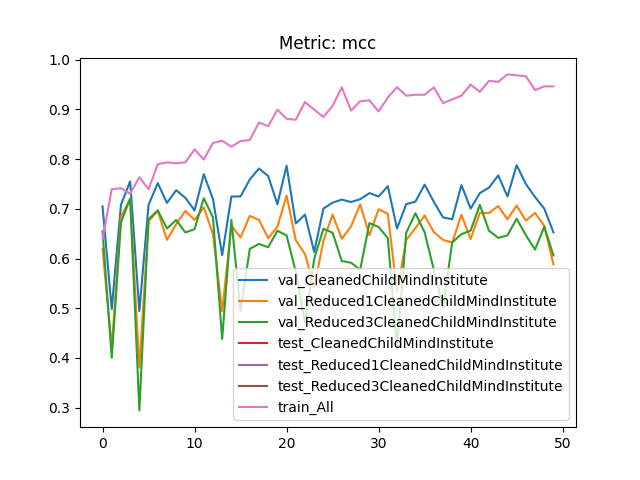 Metric: mcc
1.0
0.9
0.8
0.7
0.6
0.5
0.4
0.3
val_CleanedChildMindInstitute
val_Reduced1CleanedChildMindInstitute
val_Reduced3CleanedChildMindInstitute
test_CleanedChildMindInstitute
test_Reduced1CleanedChildMindInstitute
test_Reduced3CleanedChildMindInstitute
train_All
0 10 20 30 40 50